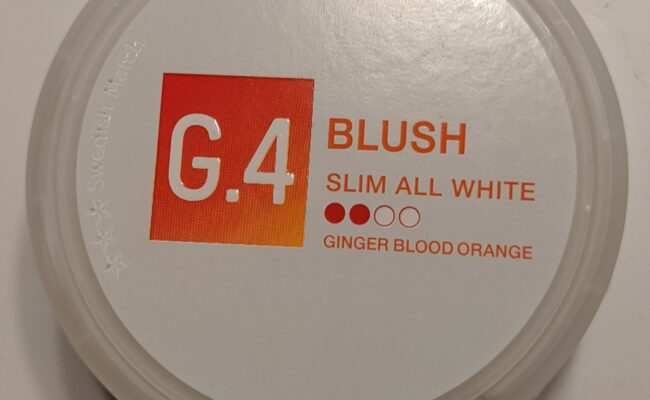 Swedish Match
G.4
BLUSH
SLIM ALL WHITE
GINGER BLOOD ORANGE